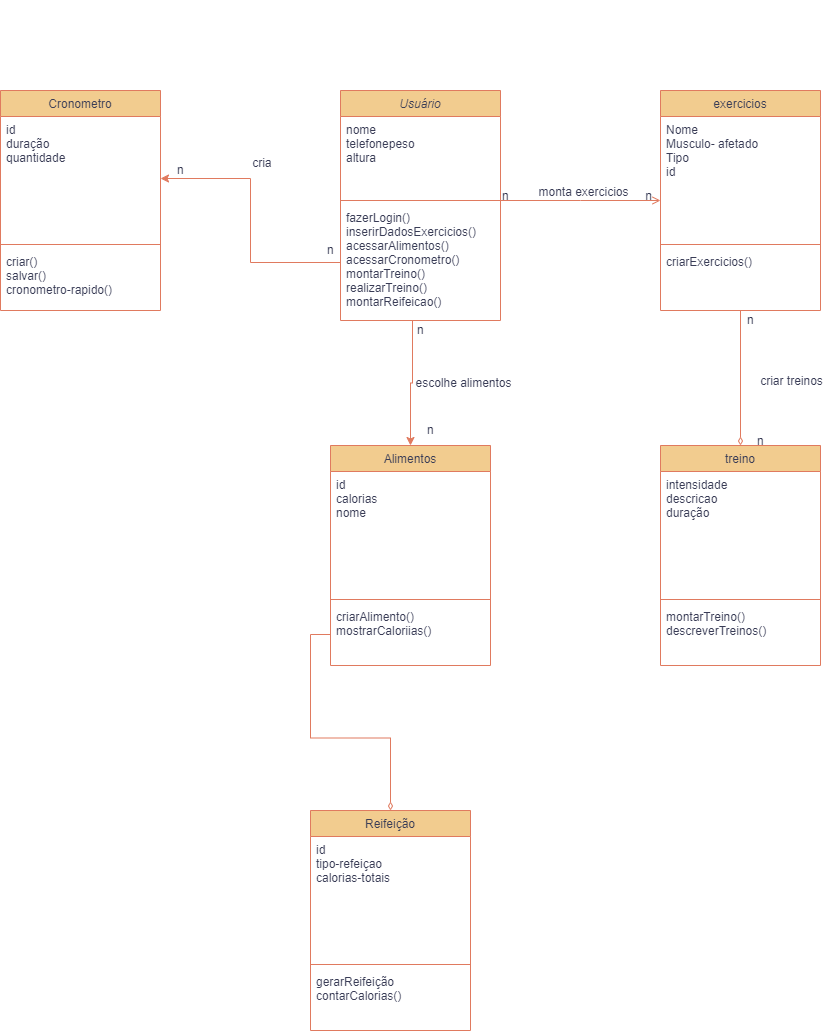 Cronometro
id
duração
quantidade
criar()
salvar()
cronometro-rapido()
n
cria
n
Usuário
nome
telefonepeso
altura
fazerLogin()
inserirDadosExercicios()
acessarAlimentos()
acessarCronometro()
montarTreino()
realizarTreino()
montarReifeicao()
n
monta exercicios
n
exercicios
Nome
Musculo- afetado
Tipo
id
criarExercicios()
n
escolhe alimentos
n
n
criar treinos
n
Alimentos
id
calorias
nome
criarAlimento()
mostrarCaloriias()
treino
intensidade
descricao
duração
montarTreino()
descreverTreinos()
Reifeição
id
tipo-refeiçao
calorias-totais
gerarReifeição
contarCalorias()